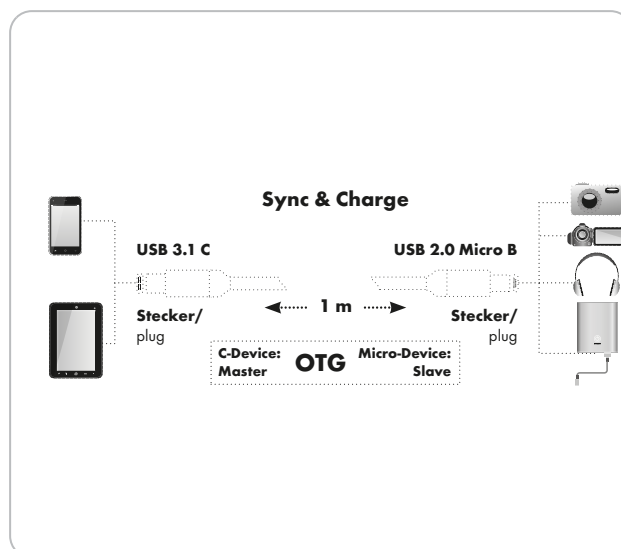 Sync & Charge
USB 3.1 C
USB 2.0 Micro B
1 m
Stecker/
plug
Stecker/
plug
C-Device:
Master
OTG
Micro-Device:
Slave